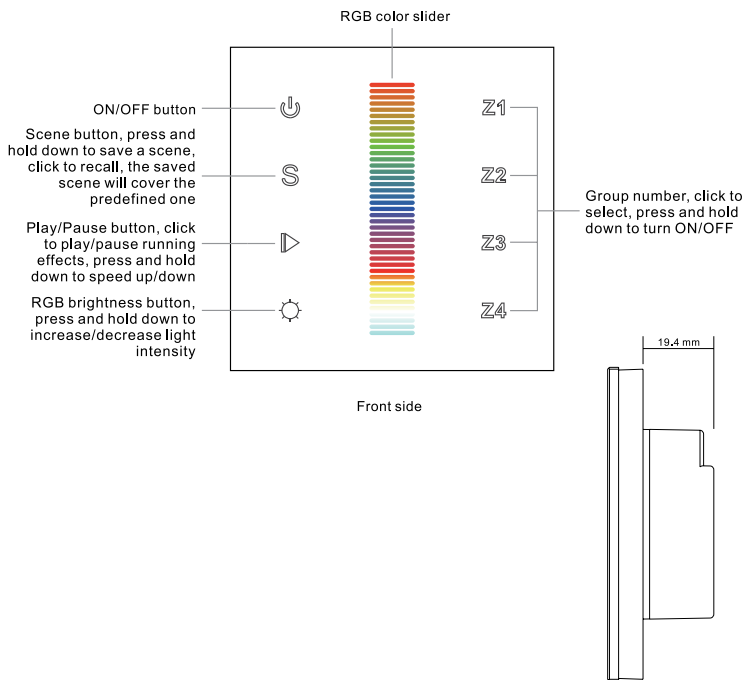 RGB color slider
ON/OFF button
Scene button, press and
hold down to save a scene,
click to recall, the saved
scene will cover the
predefined one
Play/Pause button, click
to play/pause running
effects, press and hold
down to speed up/down
RGB brightness button,
press and hold down to
increase/decrease light
intensity
S
Z1
Z2
Z3
Z4
Group number, click to
select, press and hold
down to turn ON/OFF
Front side
19.4 mm